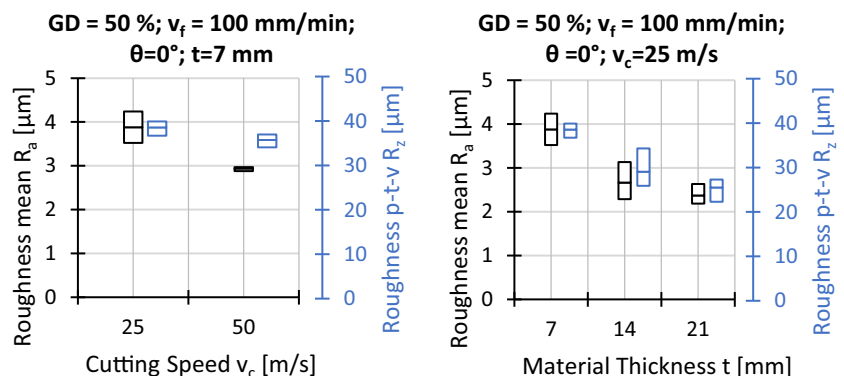 GD = 50 %; vf = 100 mm/min;
θ=0°; t=7 mm
Roughness mean Ra [µm]
5
4
3
2
1
0
50
40
30
20
10
0
Roughness p-t-v Rz [µm]
25 50
Cutting Speed vc [m/s]
GD = 50 %; vf = 100 mm/min;
θ =0°; vc=25 m/s
Roughness mean Ra [µm]
5
4
3
2
1
0
50
40
30
20
10
0
Roughness p-t-v Rz [µm]
7 14 21
Material Thickness t [mm]